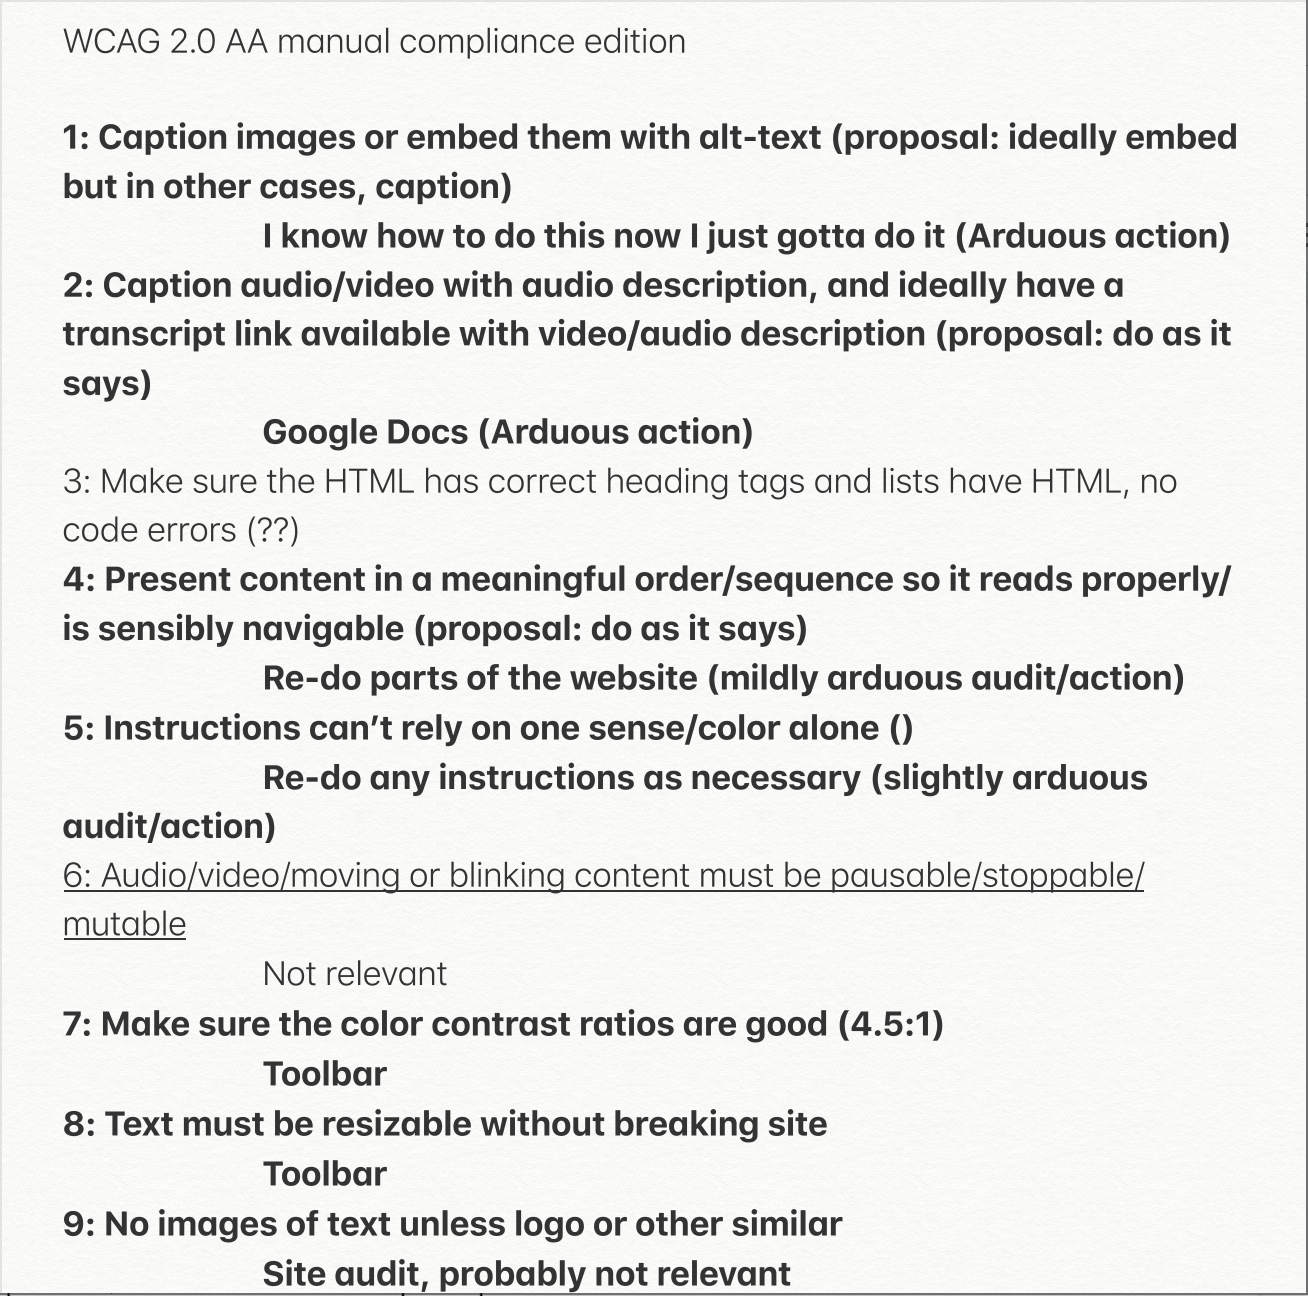 WCAG 2.0 AA manual compliance edition
1: Caption images or embed them with alt-text (proposal: ideally embed
but in other cases, caption)
I know how to do this now I just gotta do it (Arduous action)
2: Caption audio/video with audio description, and ideally have a
transcript link available with video/audio description (proposal: do as it
says)
Google Docs (Arduous action)
3: Make sure the HTML has correct heading tags and lists have HTML, no
code errors (??)
4: Present content in a meaningful order/sequence so it reads properly/
is sensibly navigable (proposal: do as it says)
Re-do parts of the website (mildly arduous audit/action)
5: Instructions can’t rely on one sense/color alone ()
Re-do any instructions as necessary (slightly arduous
audit/action)
6: Audio/video/moving or blinking content must be pausable/stoppable/
mutable
Not relevant
7: Make sure the color contrast ratios are good (4.5:1)
Toolbar
8: Text must be resizable without breaking site
Toolbar
9: No images of text unless logo or other similar
Site audit, probably not relevant